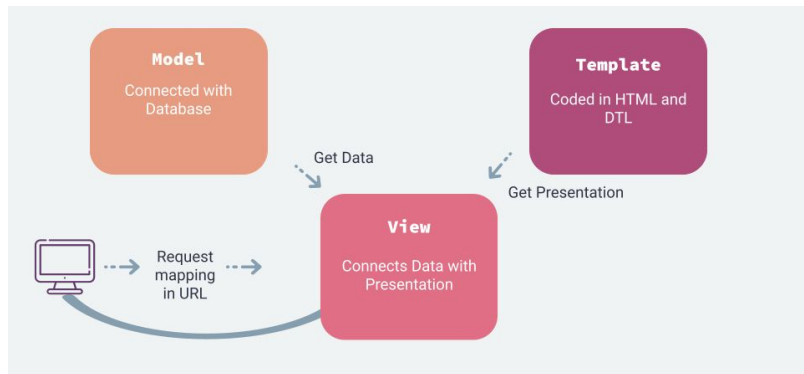 Model
Connected with
Database
Template
Coded in HTML and
DTL
Get Data
Get Presentation
View
Connects Data with
Presentation
Request
mapping
in URL